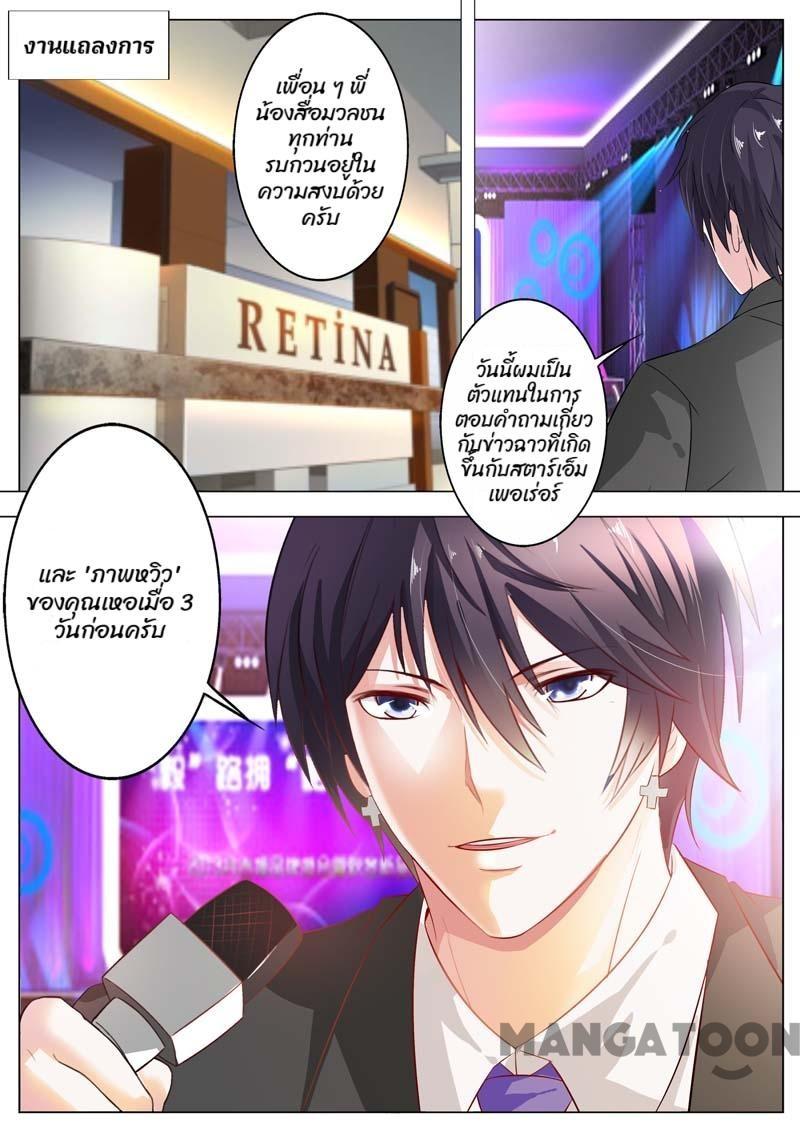 งานแถลงการ
เพื่อน ๆ พี่
น้องสื่อมวลชน
ทุกท่าน
รบกวนอยู่ใน
ความสงบด้วย
ครับ
RETİNA
วันนี้ผมเป็น
ตัวแทนในการ
ตอบคำถามเกี่ยว
กับข่าวฉาวที่เกิด
ขึ้นกับสตาร์เอ็ม
เพอเร่อร์
และ 'ภาพหวิว'
ของคุณเหอเมื่อ 3
วันก่อนครับ
”路拥“
MANGATOON